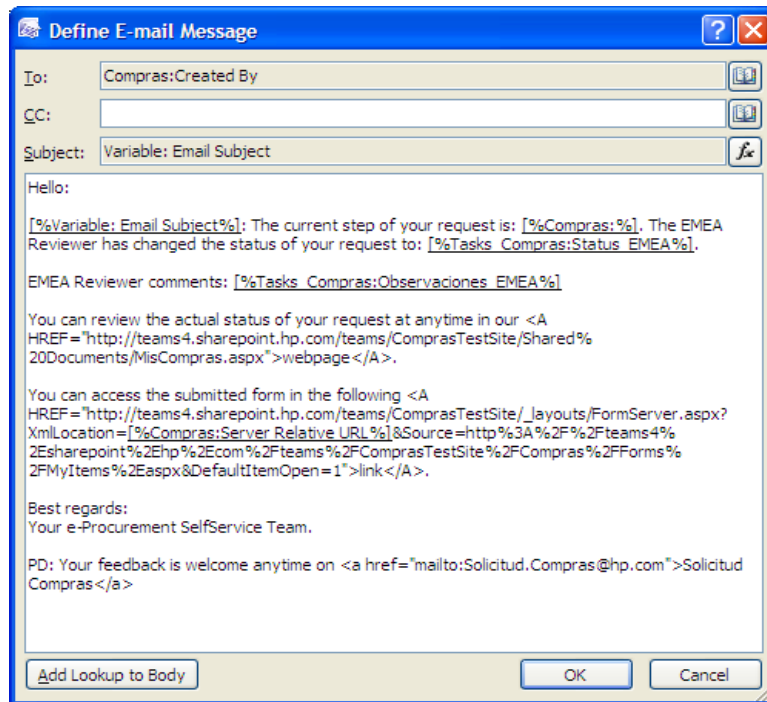 Define E-mail Message
To: Compras:Created By
CC:
Subject: Variable: Email Subject
Hello:
[%Variable: Email Subject%]: The current step of your request is: [%Compras:%]. The EMEA
Reviewer has changed the status of your request to: [%Tasks_Compras:Status_EMEA%].
EMEA Reviewer comments: [%Tasks_Compras:Observaciones_EMEA%]
You can review the actual status of your request at anytime in our <A
HREF="http://teams4.sharepoint.hp.com/teams/ComprasTestSite/Shared%
20Documents/MisCompras.aspx">webpage</A>.
You can access the submitted form in the following <A
HREF="http://teams4.sharepoint.hp.com/teams/ComprasTestSite/_layouts/FormServer.aspx?
XmlLocation=[%Compras:Server Relative URL%]&Source=http%3A%2F%2Fteams4%
2Esharepoint%2Ehp%2Ecom%2Fteams%2FComprasTestSite%2FCompras%2FForms%
2FMyItems%2Easpx&DefaultItemOpen=1">link</A>.
Best regards:
Your e-Procurement SelfService Team.
PD: Your feedback is welcome anytime on <a href="mailto:Solicitud.Compras@hp.com">Solicitud
Compras</a>
Add Lookup to Body OK Cancel